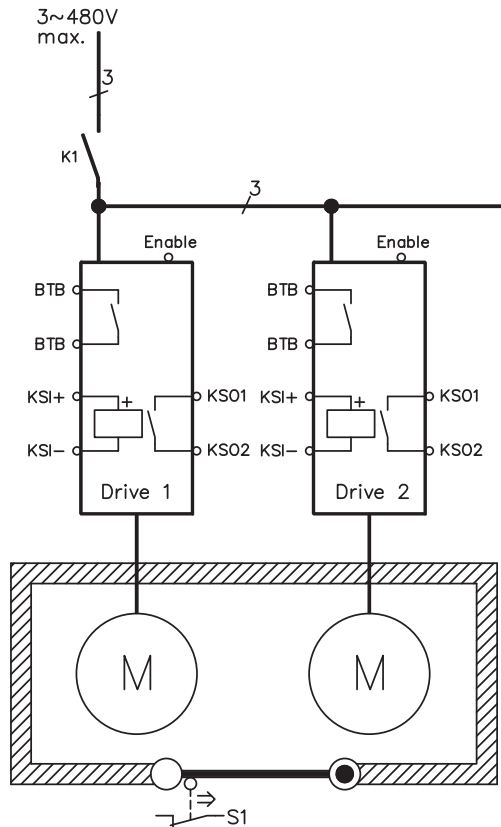 3~480V
max.
3
K1
3
Enable
Enable
BTB
BTB
BTB
BTB
KSI+
+
KSO1
KSI+
+
KSO1
KSI−
KSO2
KSI−
KSO2
Drive 1
Drive 2
M
M
S1